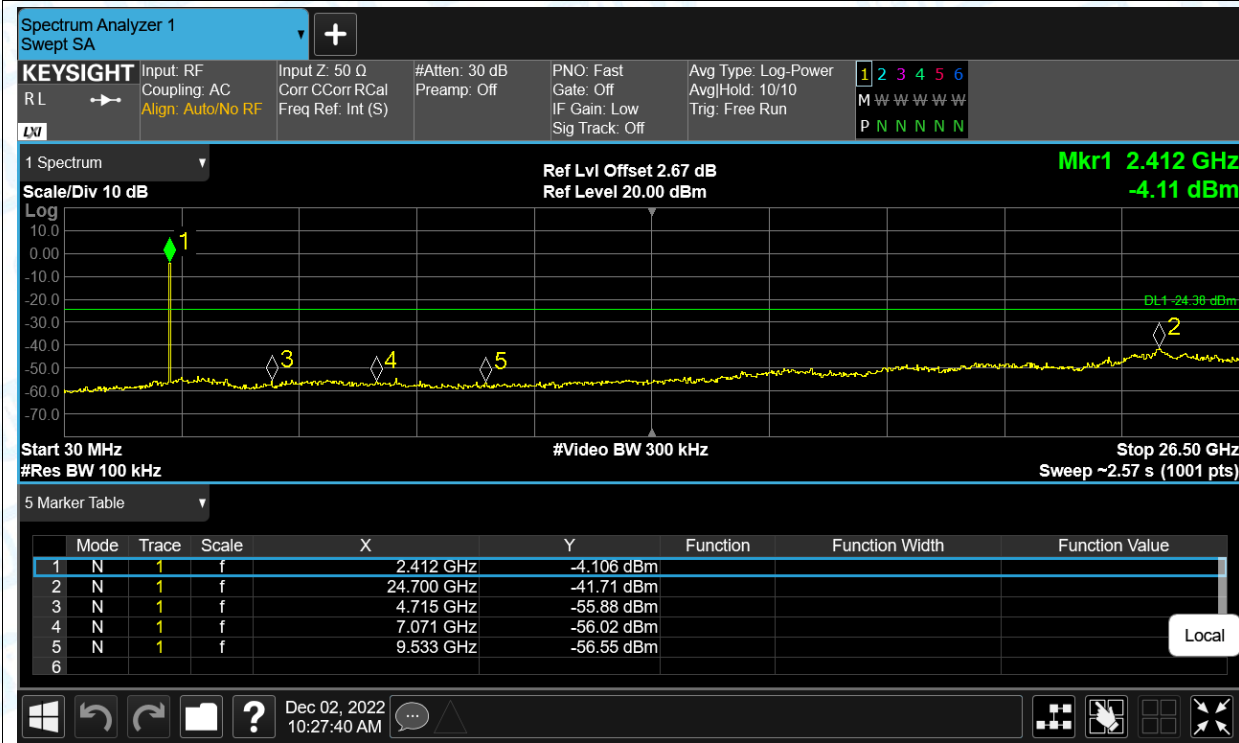 Spectrum Analyzer 1
Swept SA
+
KEYSIGHT
R L
LXI
Input: RF
Coupling: AC
Align: Auto/No RF
Input Z: 50 Ω
Corr CCorr RCal
Freq Ref: Int (S)
#Atten: 30 dB
Preamp: Off
PNO: Fast
Gate: Off
IF Gain: Low
Sig Track: Off
Avg Type: Log-Power
Avg|Hold: 10/10
Trig: Free Run
1 2 3 4 5 6
M W W W W W
P N N N N N
1 Spectrum
Scale/Div 10 dB
Ref Lvl Offset 2.67 dB
Ref Level 20.00 dBm
Mkr1 2.412 GHz
-4.11 dBm
Log
10.0
0.00
-10.0
-20.0
-30.0
-40.0
-50.0
-60.0
-70.0
1
DL1 -24.38 dBm
2
3
4
5
Start 30 MHz
#Video BW 300 kHz
Stop 26.50 GHz
#Res BW 100 kHz
Sweep ~2.57 s (1001 pts)
5 Marker Table
Mode Trace Scale X Y Function Function Width Function Value
1 N 1 f 2.412 GHz -4.106 dBm
2 N 1 f 24.700 GHz -41.71 dBm
3 N 1 f 4.715 GHz -55.88 dBm
4 N 1 f 7.071 GHz -56.02 dBm
5 N 1 f 9.533 GHz -56.55 dBm
6
Local
?
Dec 02, 2022
10:27:40 AM